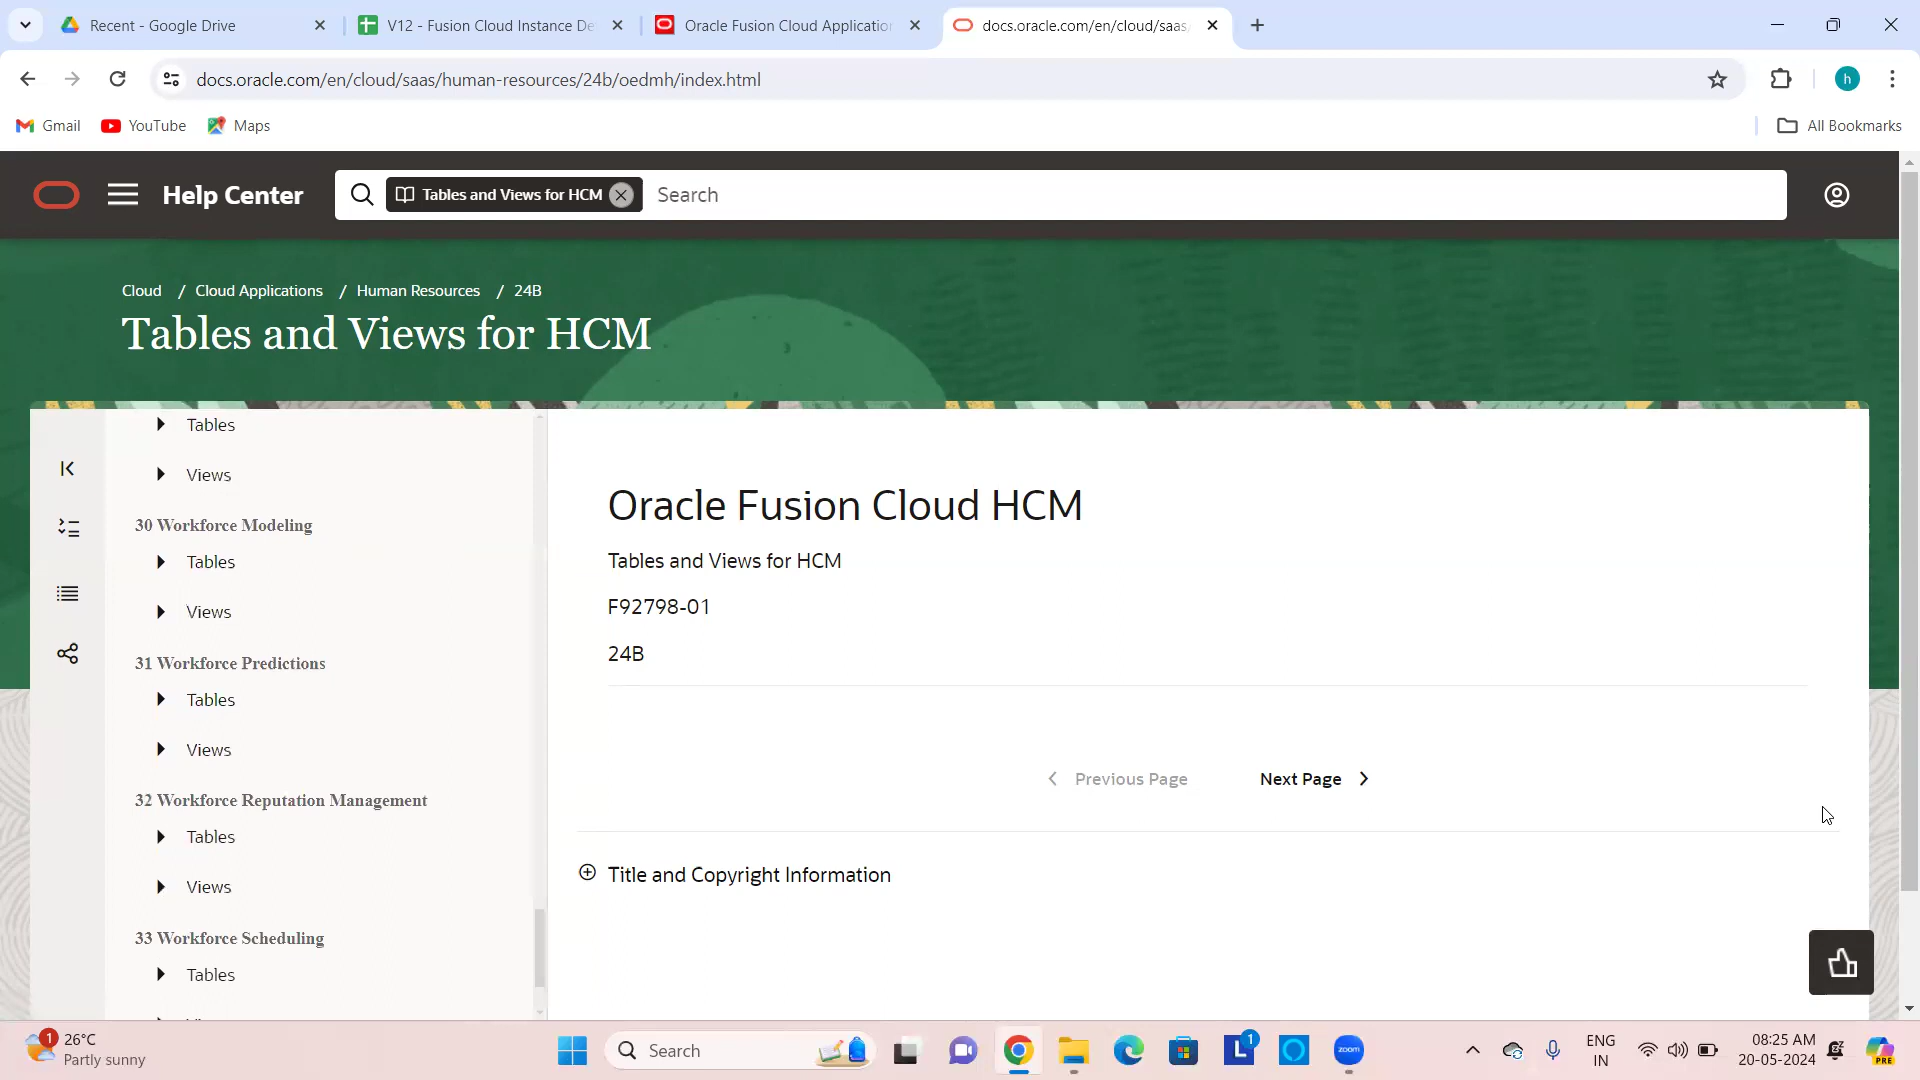 Recent - Google Drive
V12 - Fusion Cloud Instance De
Oracle Fusion Cloud Application
docs.oracle.com/en/cloud/saas
docs.oracle.com/en/cloud/saas/human-resources/24b/oedmh/index.html
h
Gmail
YouTube
Maps
All Bookmarks
Help Center
Tables and Views for HCM
Search
Cloud / Cloud Applications / Human Resources / 24B
Tables and Views for HCM
Tables
Views
30 Workforce Modeling
Tables
Views
31 Workforce Predictions
Tables
Views
32 Workforce Reputation Management
Tables
Views
33 Workforce Scheduling
Tables
Oracle Fusion Cloud HCM
Tables and Views for HCM
F92798-01
24B
Previous Page
Next Page
Title and Copyright Information
1
26°C
Partly sunny
Search
L
1
zoom
ENG
IN
08:25 AM
20-05-2024
PRE